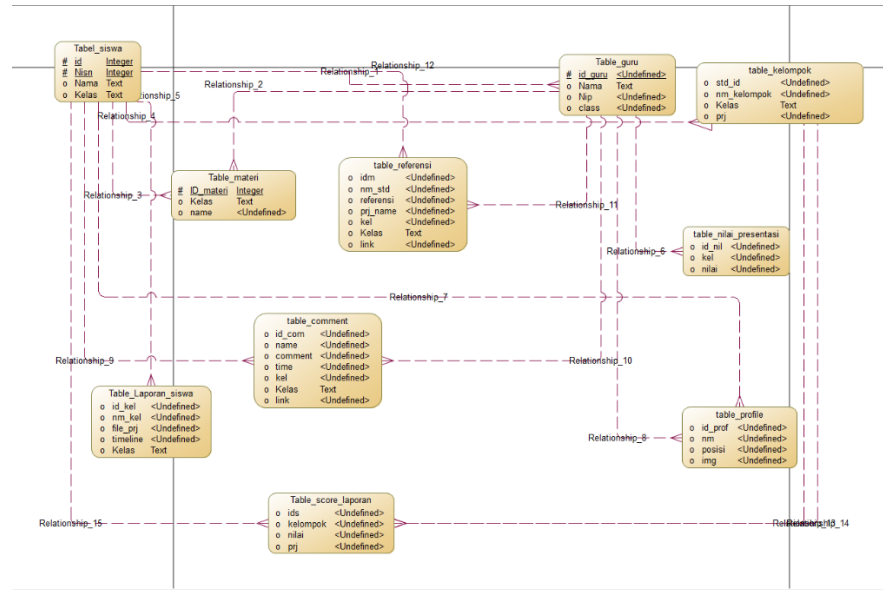 Tabel_siswa
# id Integer
# Nisn Integer
o Nama Text
o Kelas Text
Relationship_12
Relationship_1
Relationship_2
Table_guru
# id_guru <Undefined>
o Nama Text
o Nip <Undefined>
o class <Undefined>
table_kelompok
o std_id <Undefined>
o nm_kelompok <Undefined>
o Kelas Text
o prj <Undefined>
tionship_5
Relationship_4
Table_materi
# ID_materi Integer
o Kelas Text
o name <Undefined>
Relationship_3
table_referensi
o idm <Undefined>
o nm_std <Undefined>
o referensi <Undefined>
o prj_name <Undefined>
o kel <Undefined>
o Kelas Text
o link <Undefined>
Relationship_11
table_nilai_presentasi
o id_nil <Undefined>
o kel <Undefined>
o nilai <Undefined>
Relationship_6
Relationship_7
table_comment
o id_com <Undefined>
o name <Undefined>
o comment <Undefined>
o time <Undefined>
o kel <Undefined>
o Kelas Text
o link <Undefined>
Relationship_9
Relationship_10
Table_Laporan_siswa
o id_kel <Undefined>
o nm_kel <Undefined>
o file_prj <Undefined>
o timeline <Undefined>
o Kelas Text
table_profile
o id_prof <Undefined>
o nm <Undefined>
o posisi <Undefined>
o img <Undefined>
Relationship_8
Table_score_laporan
o ids <Undefined>
o kelompok <Undefined>
o nilai <Undefined>
o prj <Undefined>
Relationship_15
Relationship_14